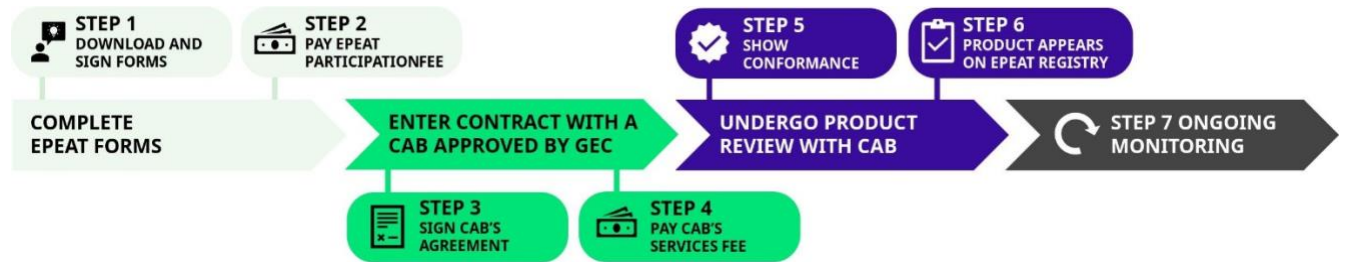 STEP 1
DOWNLOAD AND
SIGN FORMS
STEP 2
PAY EPEAT
PARTICIPATIONFEE
STEP 5
SHOW
CONFORMANCE
STEP 6
PRODUCT APPEARS
ON EPEAT REGISTRY
COMPLETE
EPEAT FORMS
ENTER CONTRACT WITH A
CAB APPROVED BY GEC
UNDERGO PRODUCT
REVIEW WITH CAB
STEP 7 ONGOING
MONITORING
STEP 3
SIGN CAB'S
AGREEMENT
STEP 4
PAY CAB'S
SERVICES FEE